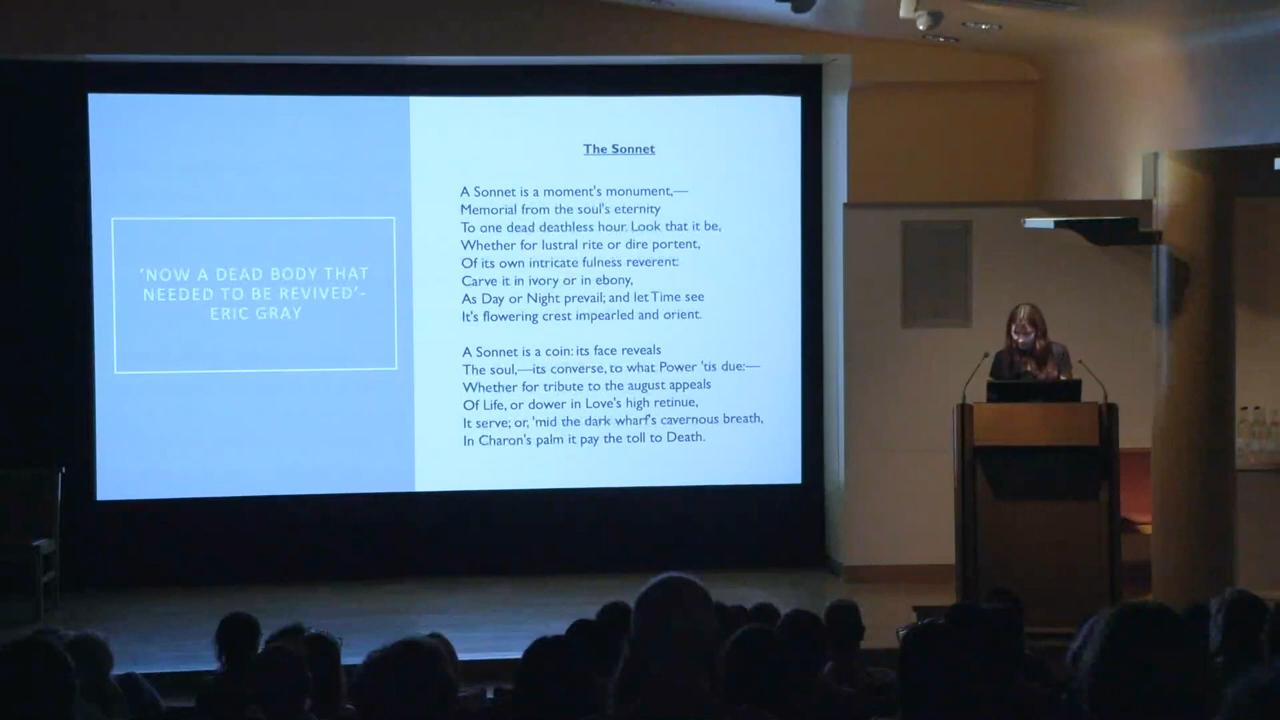 'NOW A DEAD BODY THAT
NEEDED TO BE REVIVED'-
ERIC GRAY
The Sonnet
A Sonnet is a moment's monument,—
Memorial from the soul's eternity
To one dead deathless hour. Look that it be,
Whether for lustral rite or dire portent,
Of its own intricate fulness reverent:
Carve it in ivory or in ebony,
As Day or Night prevail; and let Time see
It's flowering crest impearled and orient.
A Sonnet is a coin: its face reveals
The soul,—its converse, to what Power 'tis due:—
Whether for tribute to the august appeals
Of Life, or dower in Love's high retinue,
It serve; or, 'mid the dark wharf's cavernous breath,
In Charon's palm it pay the toll to Death.